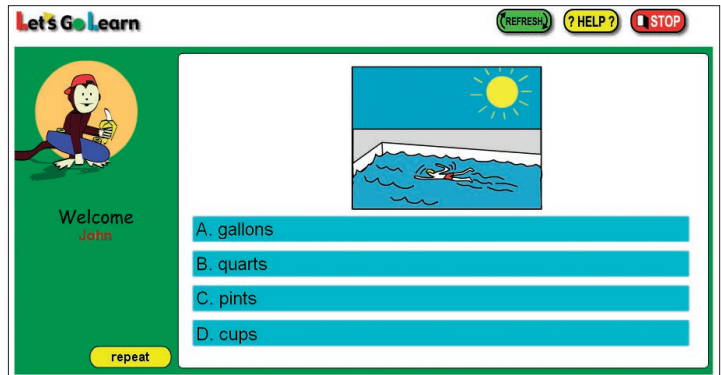 Let's Go Learn
REFRESH
? HELP ?
STOP
Welcome
John
A. gallons
B. quarts
C. pints
D. cups
repeat